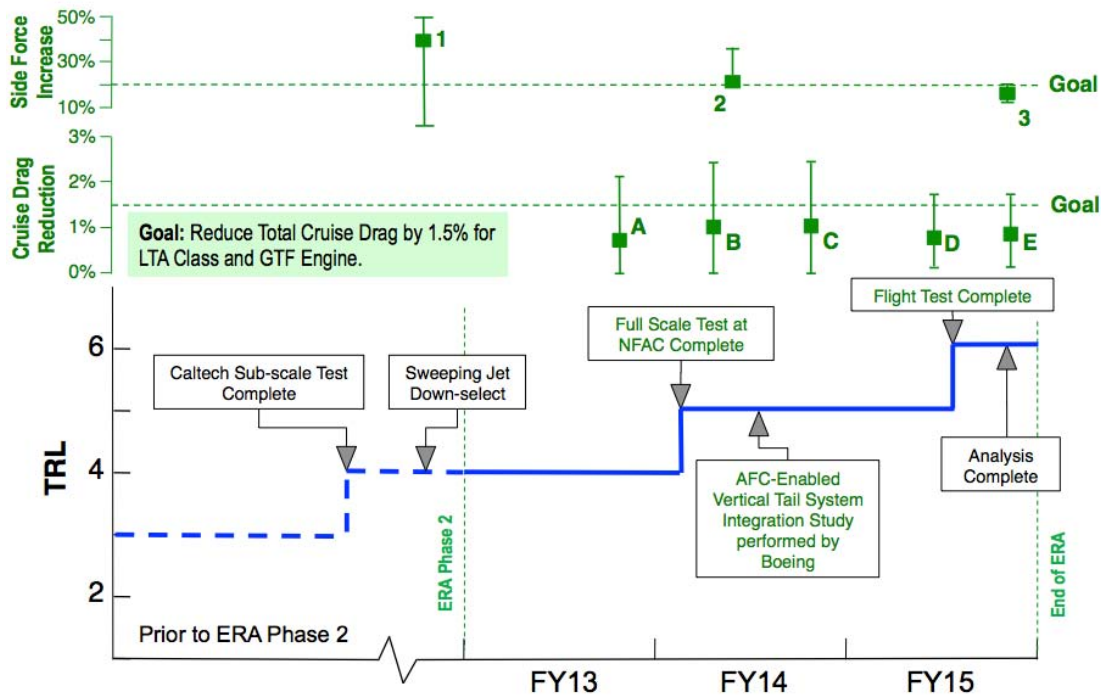 Side Force
Increase
50%
30%
10%
1
2
3
Goal
Cruise Drag
Reduction
3%
2%
1%
0%
Goal
Goal: Reduce Total Cruise Drag by 1.5% for
LTA Class and GTF Engine.
A
B
C
D
E
TRL
6
4
2
Caltech Sub-scale Test
Complete
Sweeping Jet
Down-select
Full Scale Test at
NFAC Complete
Flight Test Complete
AFC-Enabled
Vertical Tail System
Integration Study
performed by
Boeing
Analysis
Complete
ERA Phase 2
End of ERA
Prior to ERA Phase 2
FY13
FY14
FY15